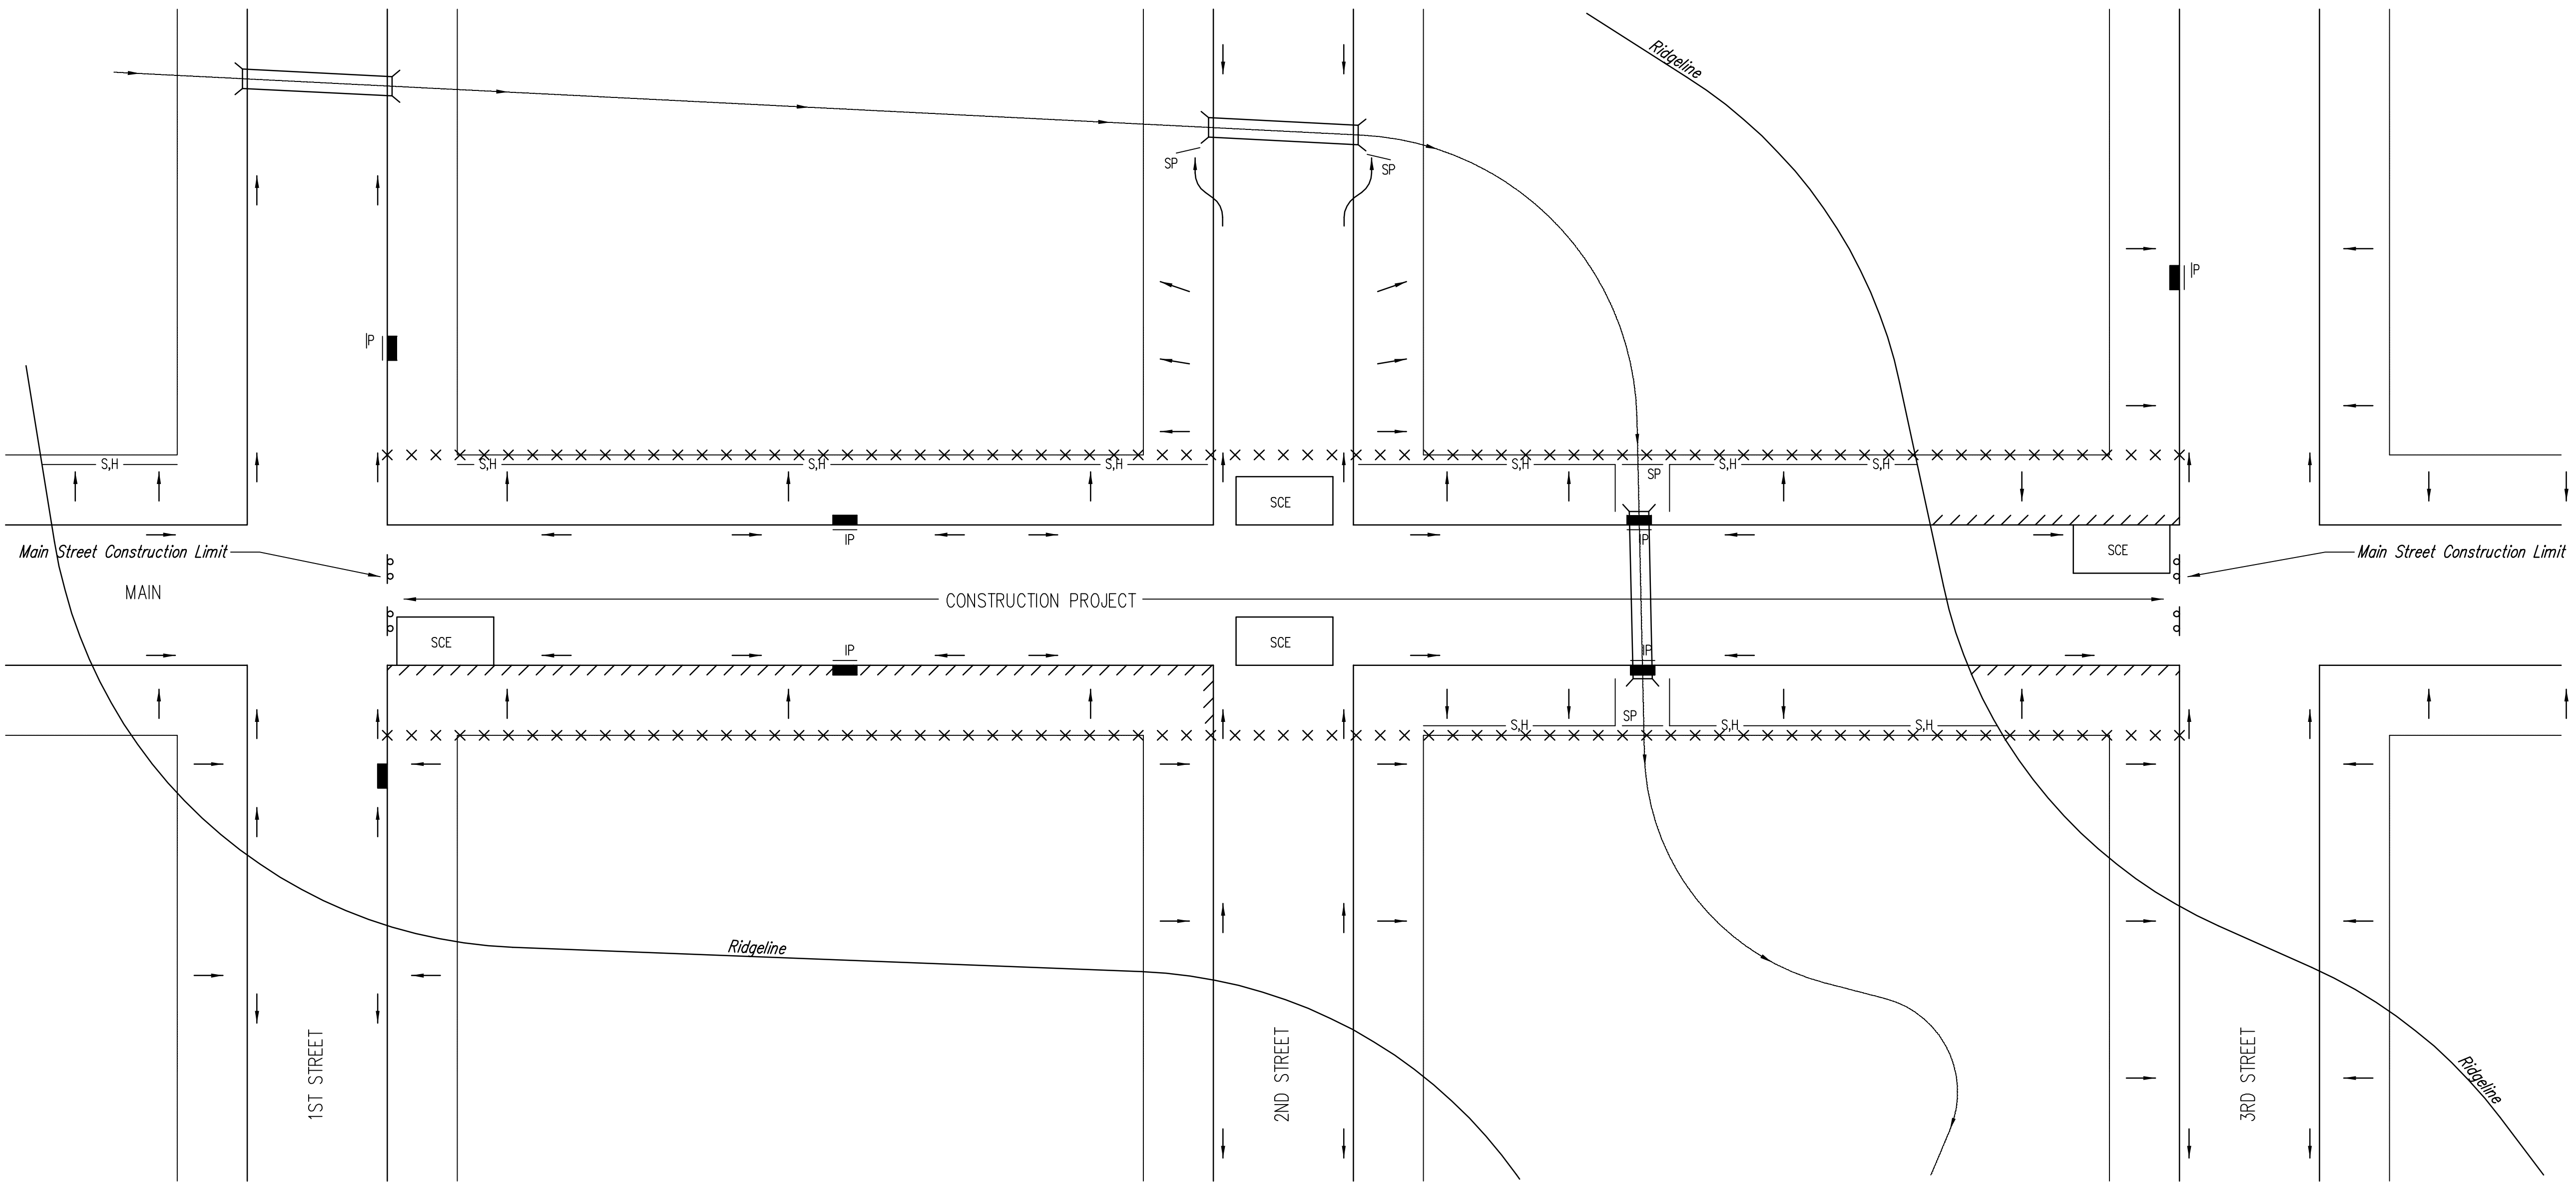 Ridgeline
SP
SP
IP
IP
S,H
S,H
S,H
S,H
S,H
SP
S,H
S,H
SCE
IP
IP
SCE
Main Street Construction Limit
Main Street Construction Limit
MAIN
CONSTRUCTION PROJECT
SCE
IP
SCE
IP
S,H
SP
S,H
S,H
Ridgeline
1ST STREET
2ND STREET
3RD STREET
Ridgeline